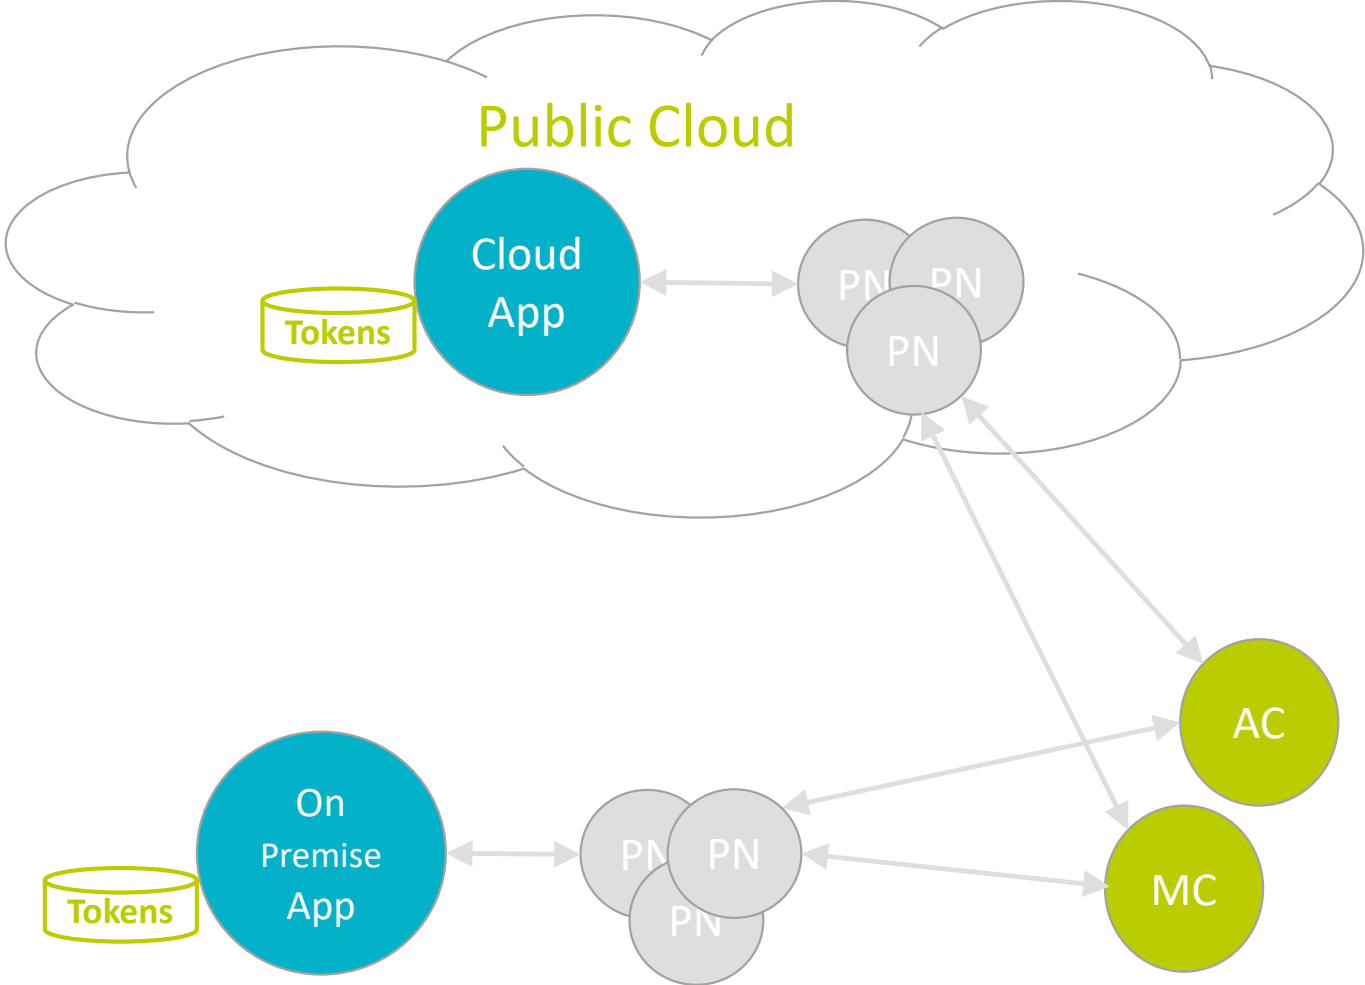 Public Cloud
Cloud
App
PN
PN
PN
Tokens
AC
On
Premise
App
PN
PN
PN
Tokens
MC